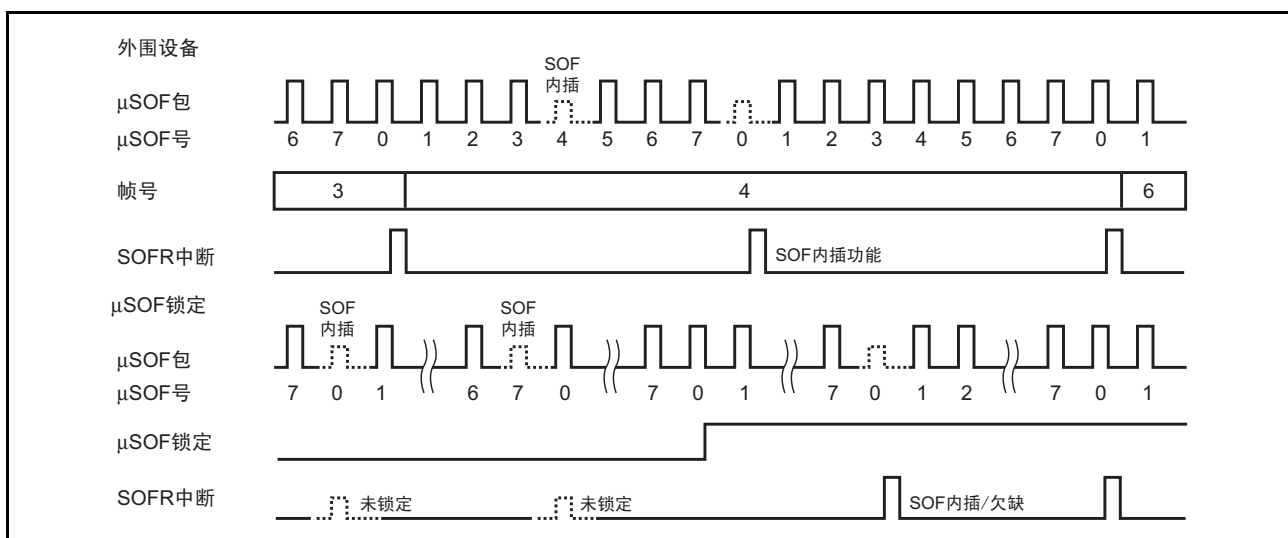 外围设备
SOF
内插
μSOF包
μSOF号 6 7 0 1 2 3 4 5 6 7 0 1 2 3 4 5 6 7 0 1
帧号 3 4 6
SOFR中断 SOF内插功能
μSOF锁定
SOF
内插
SOF
内插
μSOF包
μSOF号 7 0 1 6 7 0 7 0 1 7 0 1 2 7 0 1
μSOF锁定
SOFR中断 未锁定 未锁定 SOF内插/欠缺